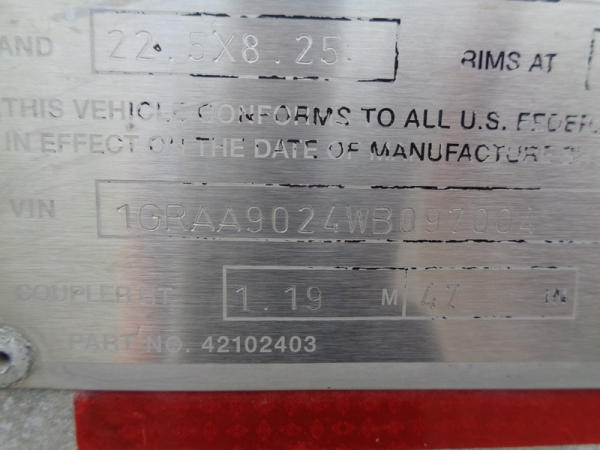 AND 22.5X8.25 RIMS AT
THIS VEHICLE CONFORMS TO ALL U.S. FEDER
IN EFFECT ON THE DATE OF MANUFACTURE
VIN
COUPLER HT 1.19 M 47 IN
PART NO. 42102403